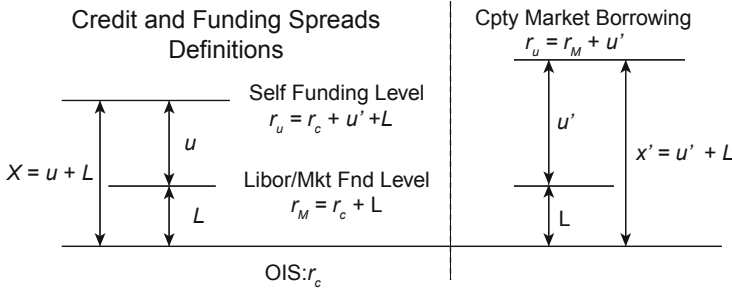 Credit and Funding Spreads
Definitions
Self Funding Level
r_u = r_c + u' +L
u
X = u + L
Libor/Mkt Fnd Level
r_M = r_c + L
L
OIS:r_c
Cpty Market Borrowing
r_u = r_M + u'
u'
x' = u' + L
L